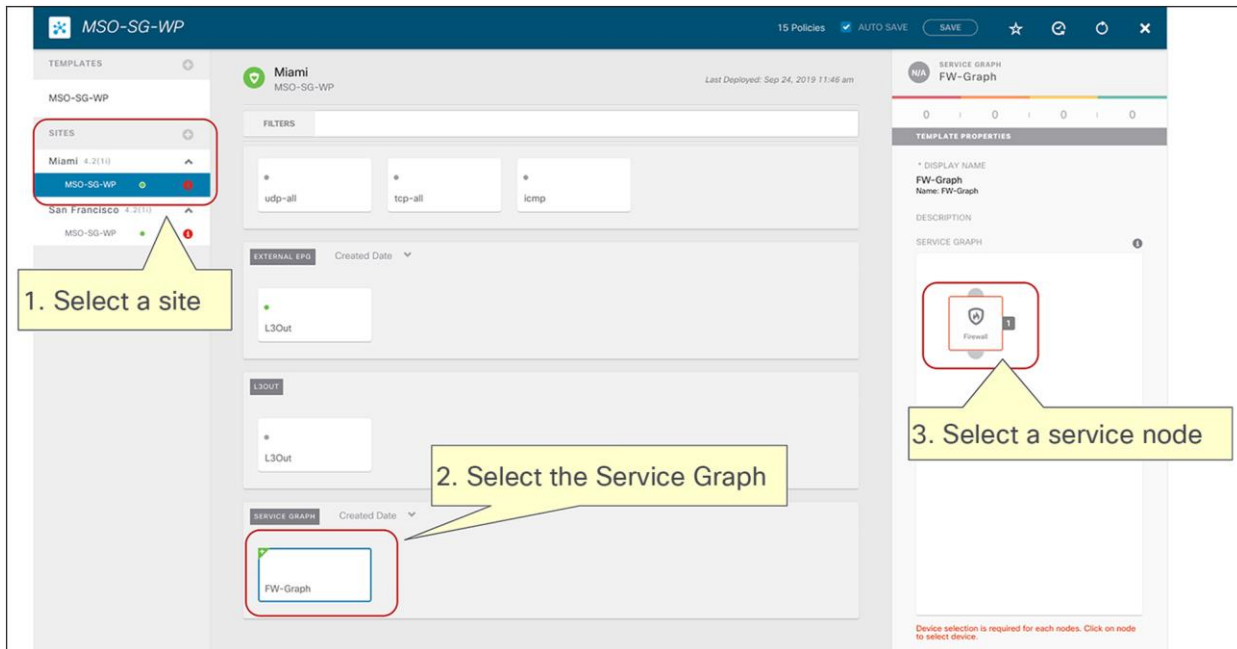 MSO-SG-WP
15 Policies
AUTO SAVE
SAVE
TEMPLATES
MSO-SG-WP
SITES
Miami 4.2(1i)
MSO-SG-WP
San Francisco 4.2(1i)
MSO-SG-WP
1. Select a site
Miami
MSO-SG-WP
Last Deployed: Sep 24, 2019 11:46 am
FILTERS
udp-all
tcp-all
icmp
EXTERNAL EPG
Created Date
L3Out
L3OUT
L3Out
2. Select the Service Graph
SERVICE GRAPH
Created Date
FW-Graph
N/A
SERVICE GRAPH
FW-Graph
0 0 0 0
TEMPLATE PROPERTIES
* DISPLAY NAME
FW-Graph
Name: FW-Graph
DESCRIPTION
SERVICE GRAPH
Firewall
1
3. Select a service node
Device selection is required for each nodes. Click on node
to select device.